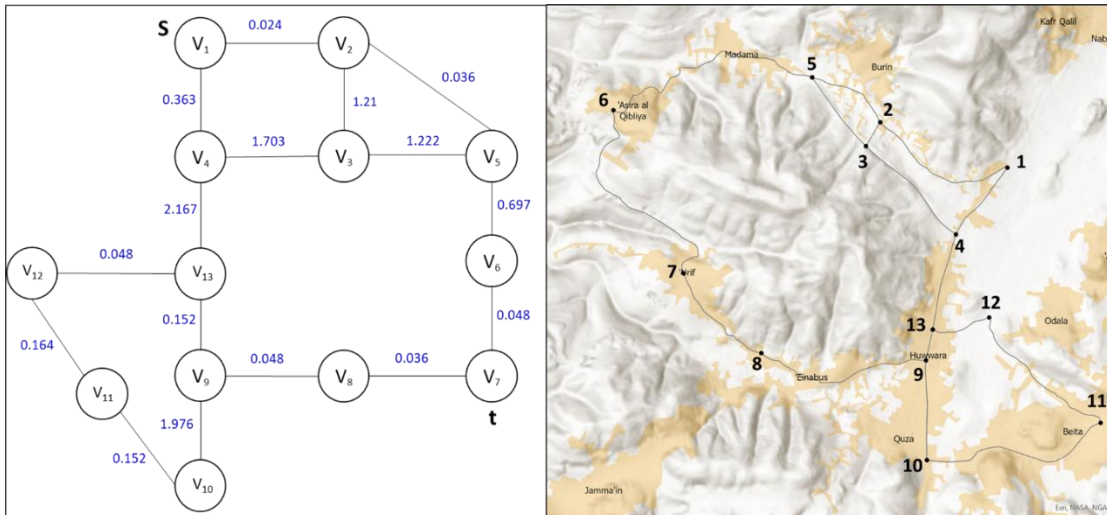 S
V1
0.024
V2
0.036
0.363
1.21
V4
1.703
V3
1.222
V5
2.167
0.697
V12
0.048
V13
V6
0.164
0.152
0.048
V11
V9
0.048
V8
0.036
V7
t
1.976
0.152
V10
Kafr Qalil
Nab
Madama
5
Burin
6
'Asira al
Qibliya
2
3
1
4
7
'Urif
12
13
Odala
Huwwara
8
9
Einabus
11
Beita
Quza
10
Jamma'in
Esri, NASA, NGA